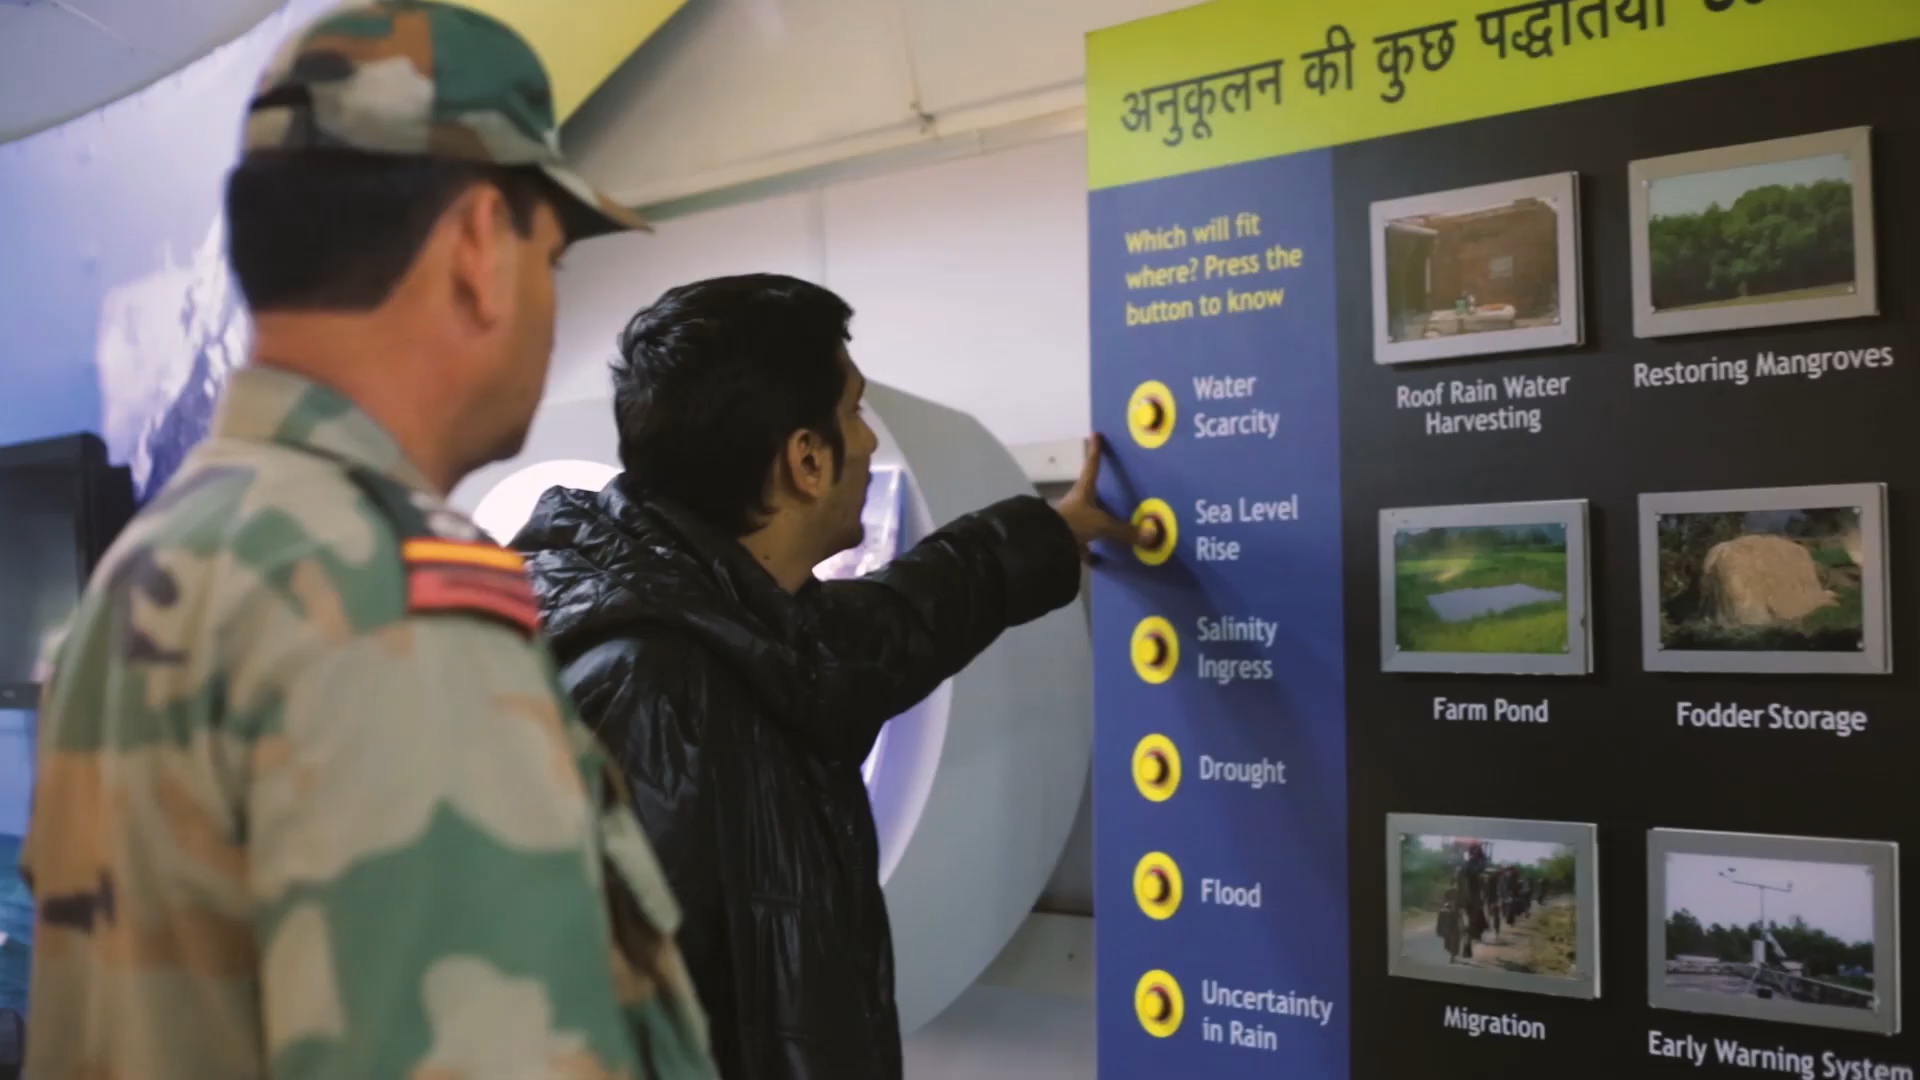 अनुकूलन की कुछ पद्धतियाँ
Which will fit
where? Press the
button to know
Water
Scarcity
Sea Level
Rise
Salinity
Ingress
Drought
Flood
Uncertainty
in Rain
Roof Rain Water
Harvesting
Restoring Mangroves
Farm Pond
Fodder Storage
Migration
Early Warning System